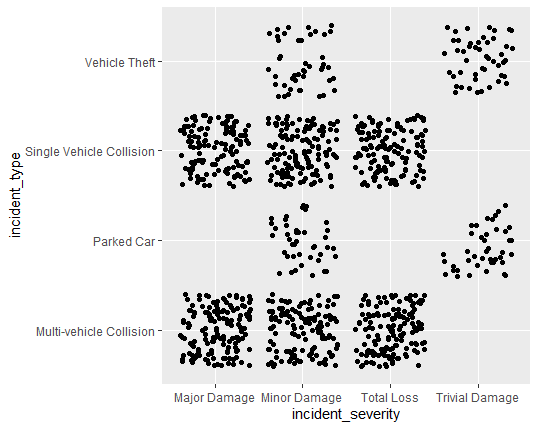 incident_type
Vehicle Theft
Single Vehicle Collision
Parked Car
Multi-vehicle Collision
Major Damage Minor Damage Total Loss Trivial Damage
incident_severity